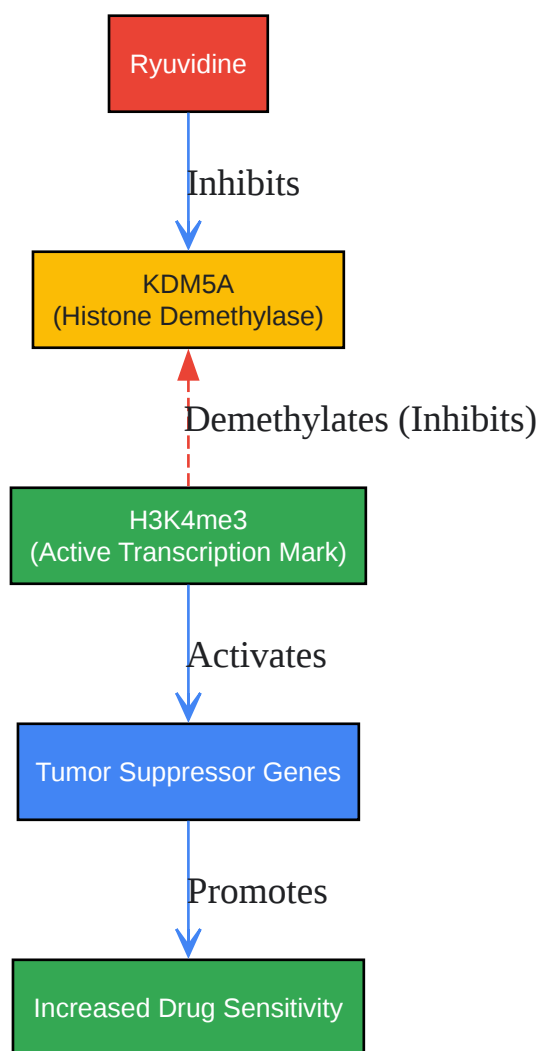 Ryuvidine
Inhibits
KDM5A
(Histone Demethylase)
Demethylates (Inhibits)
H3K4me3
(Active Transcription Mark)
Activates
Tumor Suppressor Genes
Promotes
Increased Drug Sensitivity